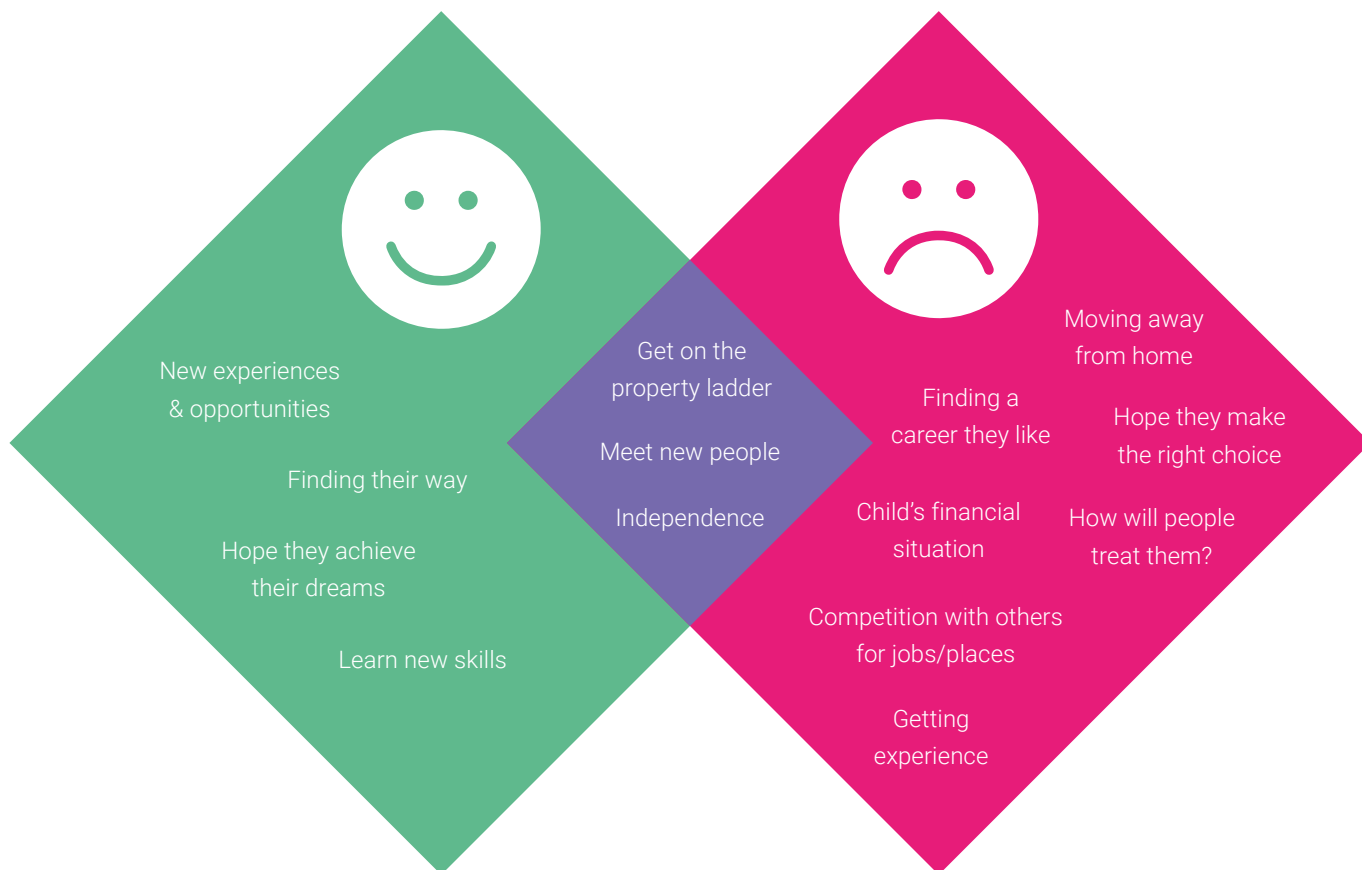 New experiences
& opportunities
Finding their way
Hope they achieve
their dreams
Learn new skills
Get on the
property ladder
Meet new people
Independence
Moving away
from home
Finding a
career they like
Hope they make
the right choice
Child’s financial
situation
How will people
treat them?
Competition with others
for jobs/places
Getting
experience